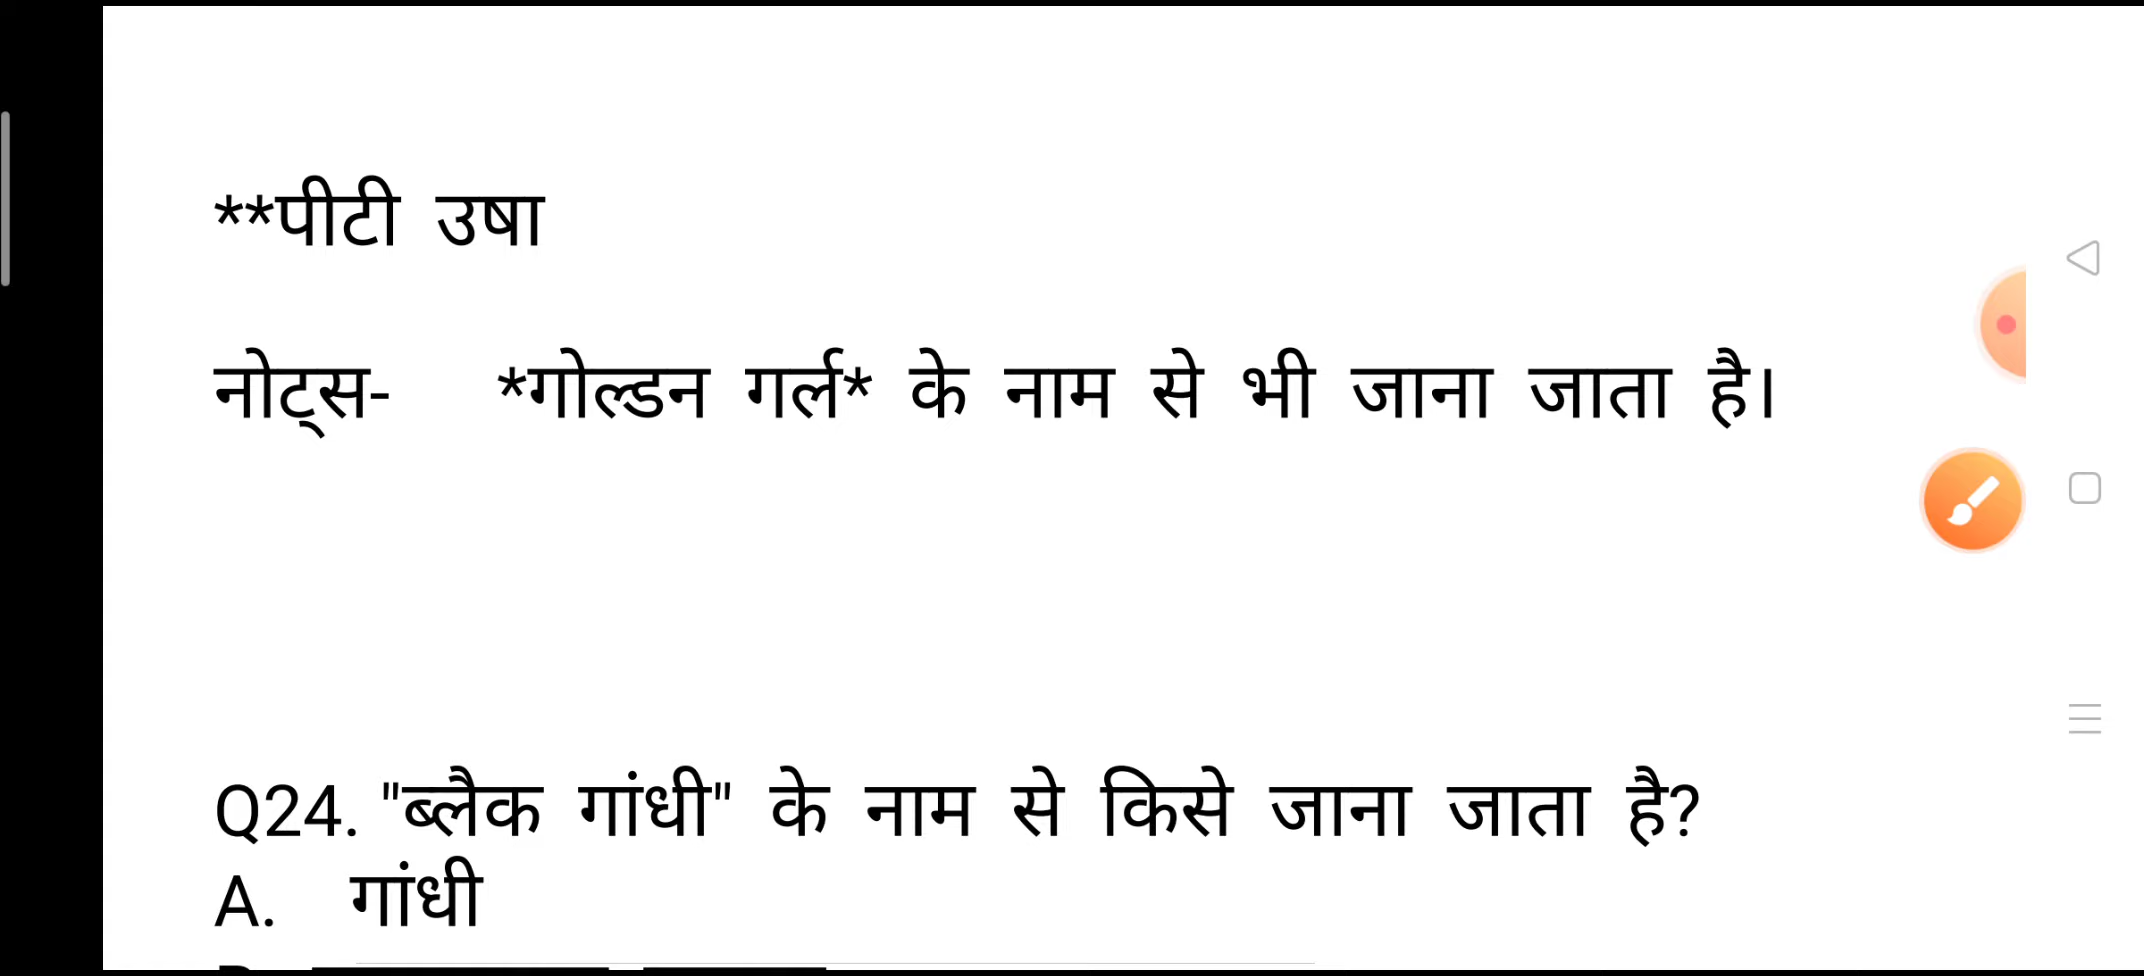 **पीटी उषा
नोट्स- *गोल्डन गर्ल* के नाम से भी जाना जाता है।
Q24. "ब्लैक गांधी" के नाम से किसे जाना जाता है?
A. गांधी